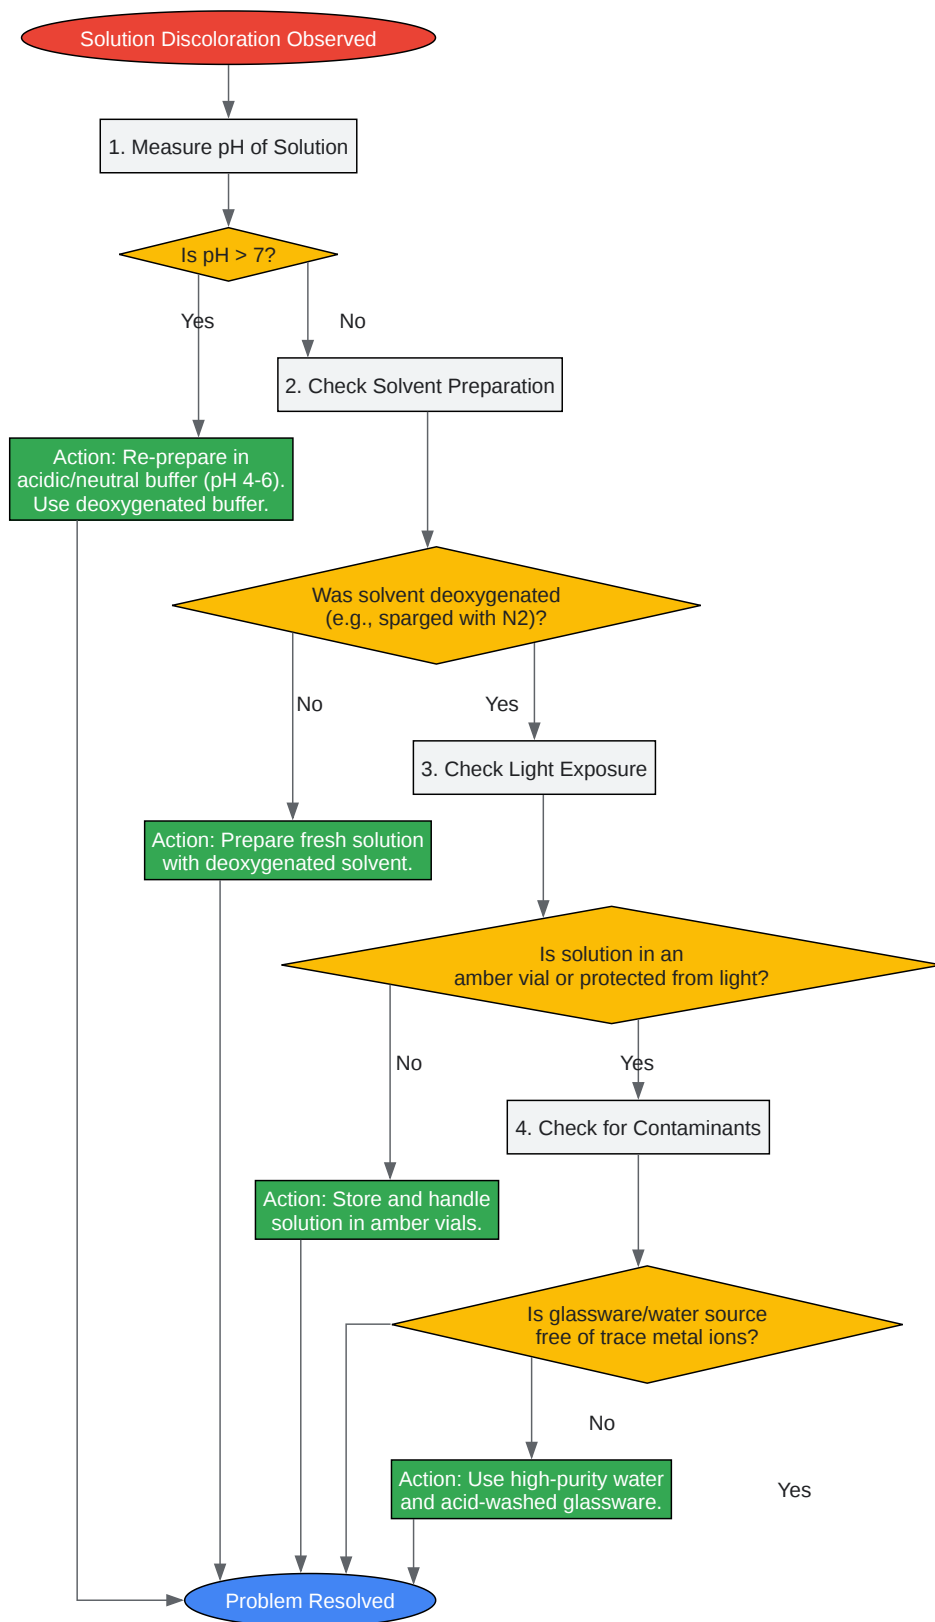 Solution Discoloration Observed
1. Measure pH of Solution
Is pH > 7?
Yes
No
2. Check Solvent Preparation
Action: Re-prepare in
acidic/neutral buffer (pH 4-6).
Use deoxygenated buffer.
Was solvent deoxygenated
(e.g., sparged with N2)?
No
Yes
3. Check Light Exposure
Action: Prepare fresh solution
with deoxygenated solvent.
Is solution in an
amber vial or protected from light?
No
Yes
4. Check for Contaminants
Action: Store and handle
solution in amber vials.
Is glassware/water source
free of trace metal ions?
No
Action: Use high-purity water
and acid-washed glassware.
Yes
Problem Resolved